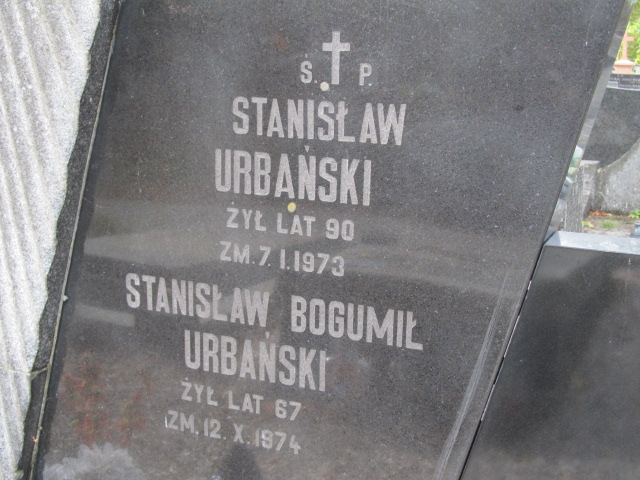 Ś. P.
STANISŁAW
URBAŃSKI
ŻYŁ LAT 90
ZM. 7. I. 1973
STANISŁAW BOGUMIŁ
URBAŃSKI
ŻYŁ LAT 67
ZM. 12. X. 1974